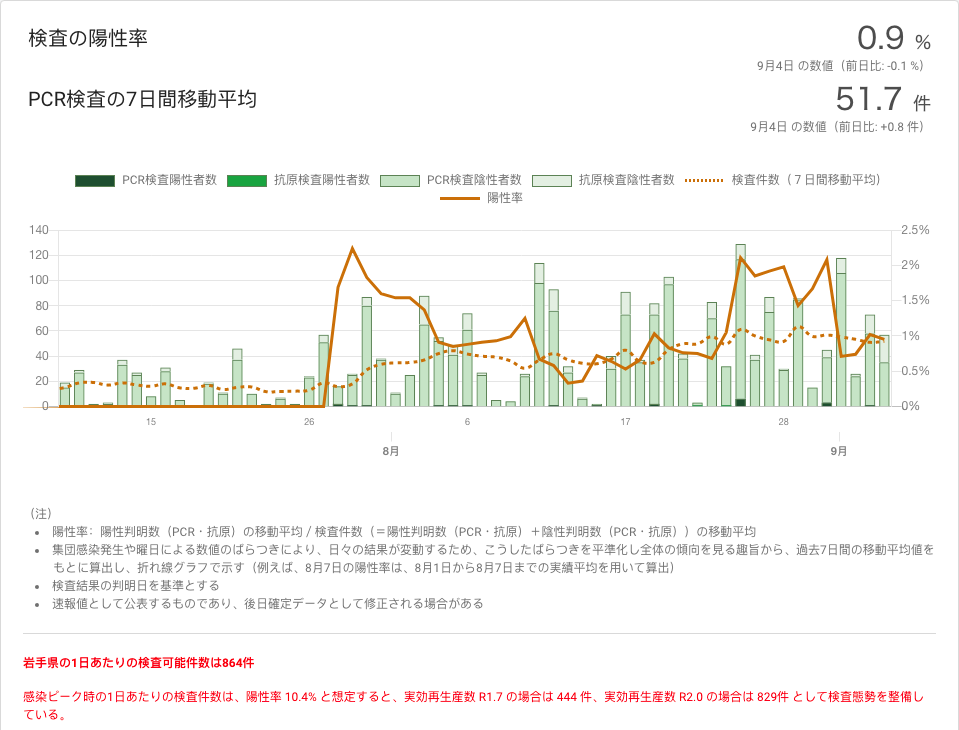 検査の陽性率
0.9 %
9月4日 の数値（前日比: -0.1 %）
PCR検査の7日間移動平均
51.7 件
9月4日 の数値（前日比: +0.8 件）
PCR検査陽性者数 抗原検査陽性者数 PCR検査陰性者数 抗原検査陰性者数 検査件数（７日間移動平均）
陽性率
140 2.5%
120 2%
100
80 1.5%
60 1%
40 0.5%
20
0 0%
15 26 6 17 28
8月 9月
（注）
• 陽性率：陽性判明数（PCR・抗原）の移動平均 / 検査件数（＝陽性判明数（PCR・抗原）＋陰性判明数（PCR・抗原））の移動平均
• 集団感染発生や曜日による数値のばらつきにより、日々の結果が変動するため、こうしたばらつきを平準化し全体の傾向を見る趣旨から、過去7日間の移動平均値を
もとに算出し、折れ線グラフで示す（例えば、8月7日の陽性率は、8月1日から8月7日までの実績平均を用いて算出）
• 検査結果の判明日を基準とする
• 速報値として公表するものであり、後日確定データとして修正される場合がある
岩手県の1日あたりの検査可能件数は864件
感染ピーク時の1日あたりの検査件数は、陽性率 10.4% と想定すると、実効再生産数 R1.7 の場合は 444 件、実効再生産数 R2.0 の場合は 829件 として検査態勢を整備し
ている。